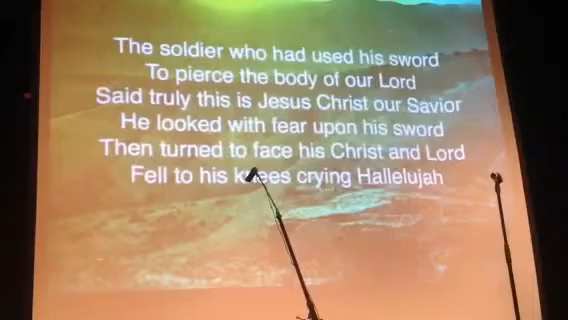 The soldier who had used his sword
To pierce the body of our Lord
Said truly this is Jesus Christ our Savior
He looked with fear upon his sword
Then turned to face his Christ and Lord
Fell to his knees crying Hallelujah